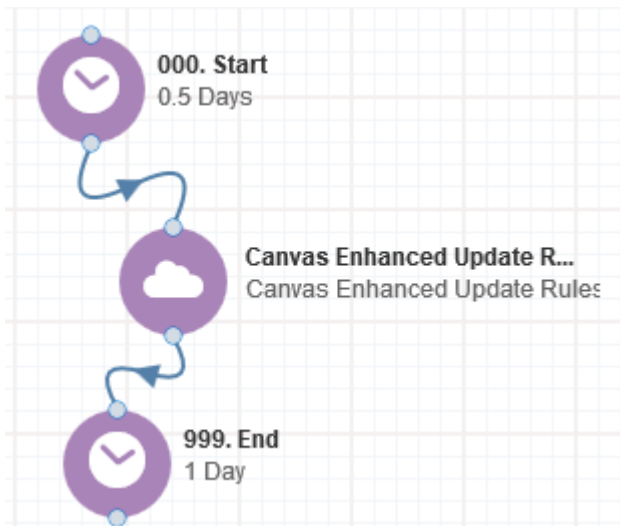 000. Start
0.5 Days
Canvas Enhanced Update R...
Canvas Enhanced Update Rules
999. End
1 Day